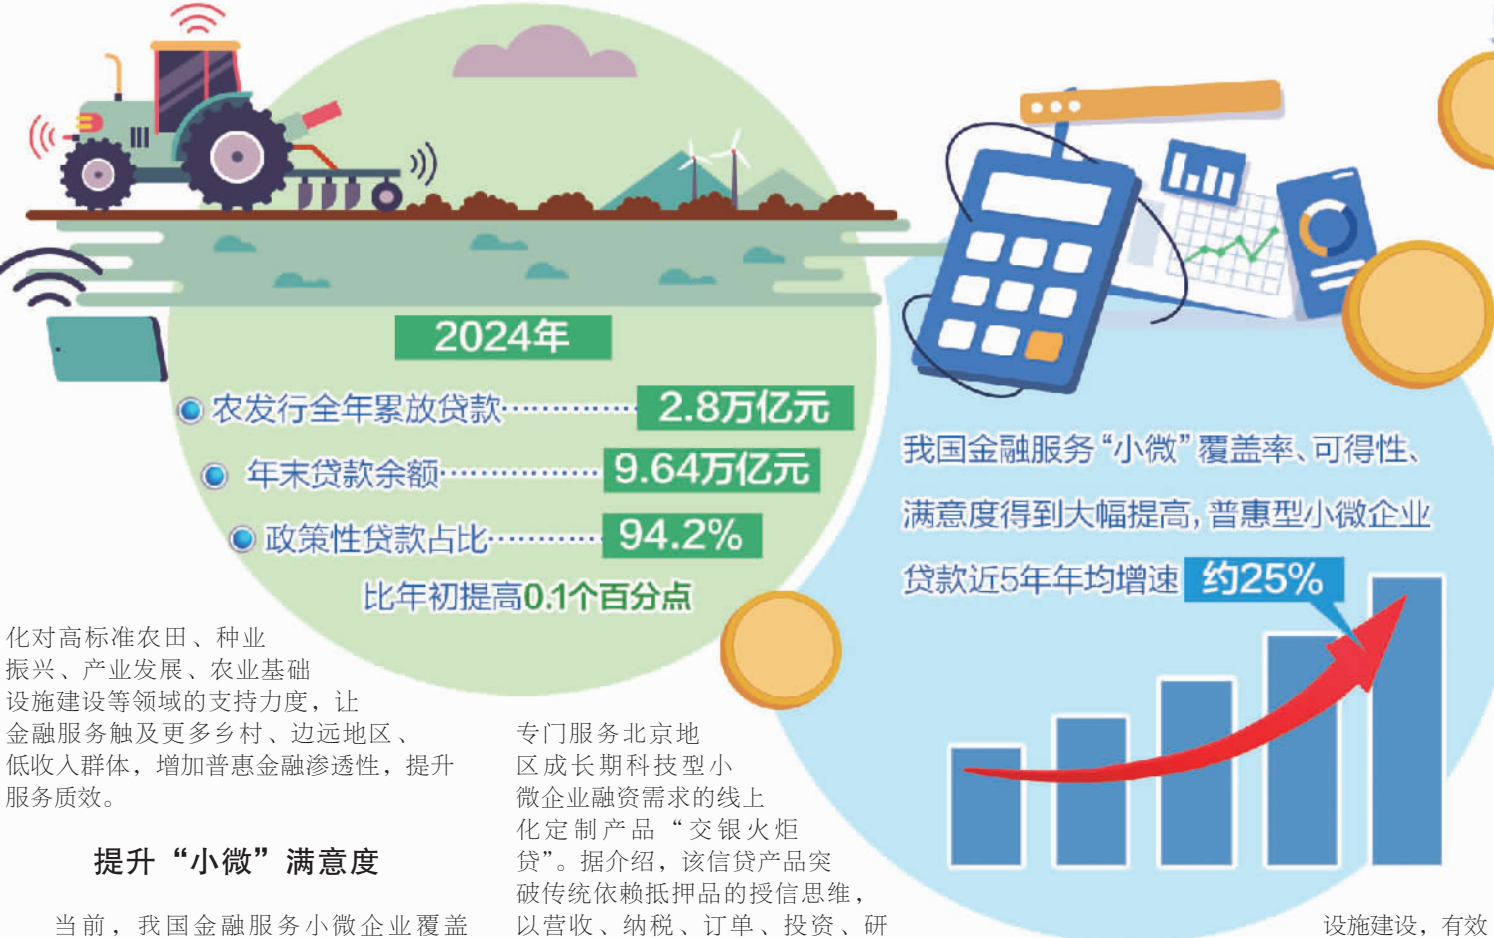 2024年
农发行全年累放贷款············· 2.8万亿元
年末贷款余额············· 9.64万亿元
政策性贷款占比·········· 94.2%
比年初提高0.1个百分点
我国金融服务“小微”覆盖率、可得性、
满意度得到大幅提高，普惠型小微企业
贷款近5年年均增速 约25%
化对高标准农田、种业
振兴、产业发展、农业基础
设施建设等领域的支持力度，让
金融服务触及更多乡村、边远地区、
低收入群体，增加普惠金融渗透性，提升
服务质效。
提升“小微”满意度
当前，我国金融服务小微企业覆盖
专门服务北京地
区成长期科技型小
微企业融资需求的线上
化定制产品“交银火炬
贷”。据介绍，该信贷产品突
破传统依赖抵押品的授信思维，
以营收、纳税、订单、投资、研
设施建设，有效